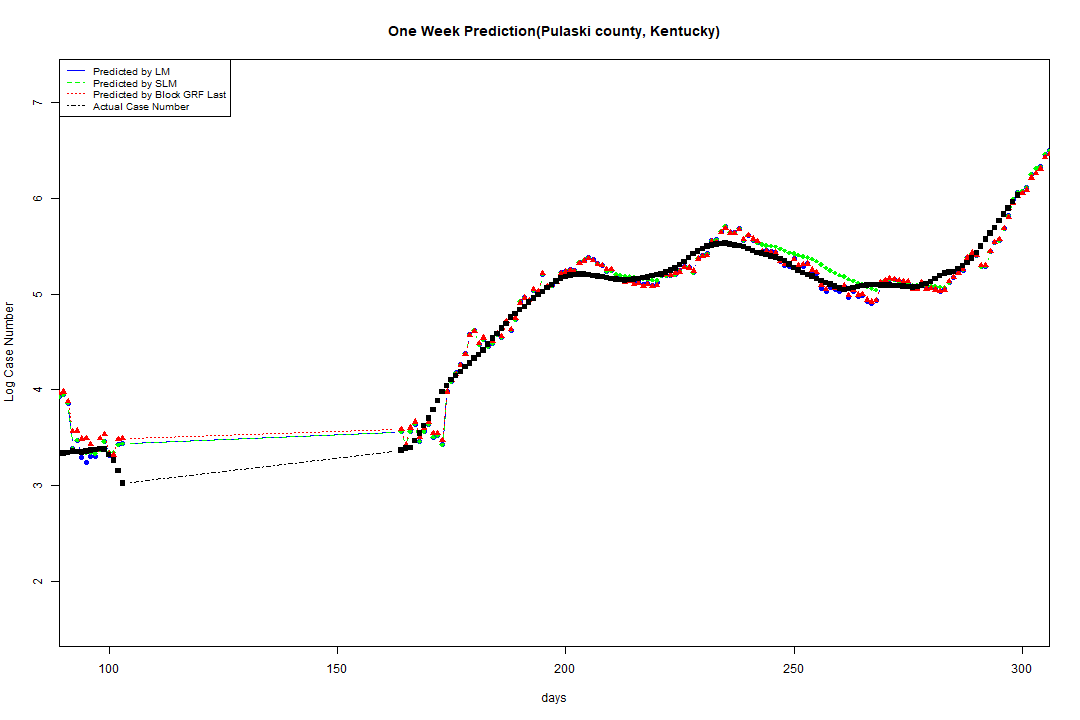 One Week Prediction(Pulaski county, Kentucky)
Predicted by LM
Predicted by SLM
Predicted by Block GRF Last
Actual Case Number
7
6
5
4
3
2
Log Case Number
100 150 200 250 300
days